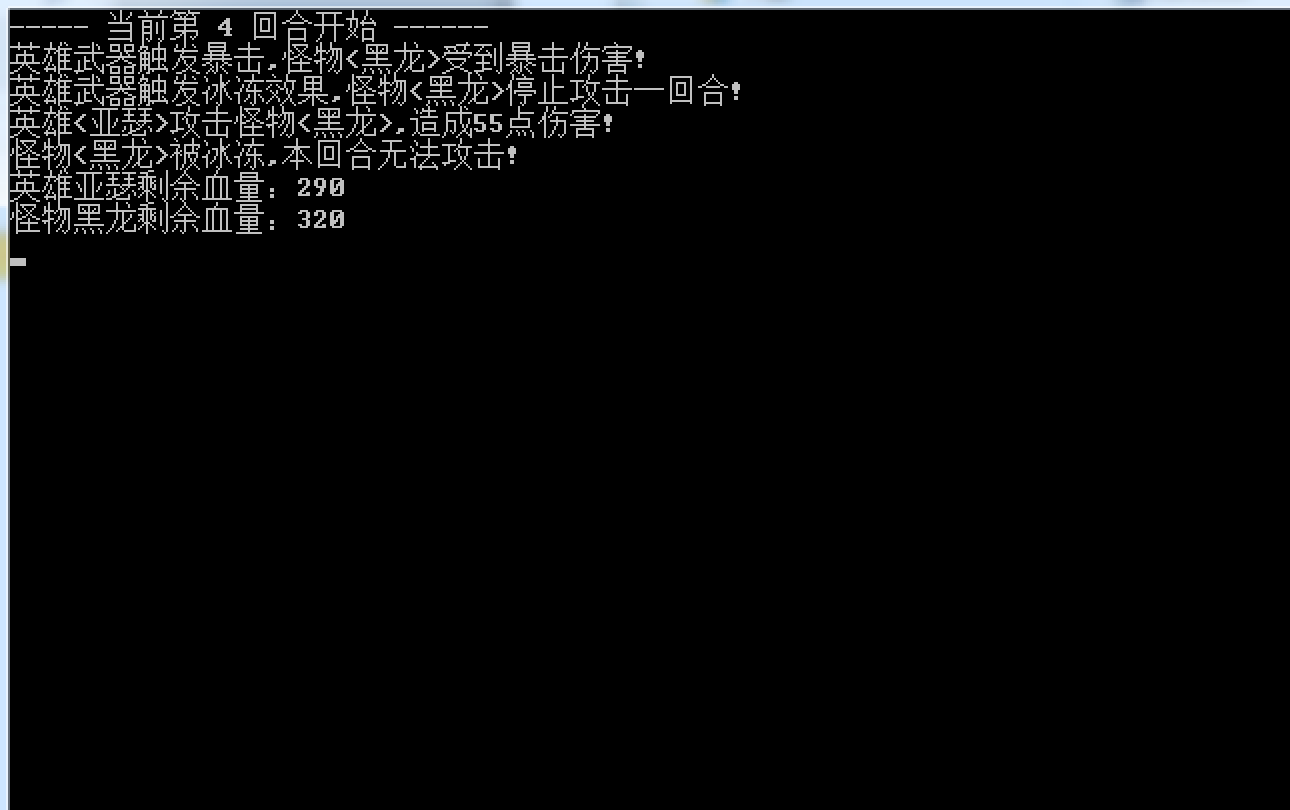 ----- 当前第 4 回合开始 ------
英雄武器触发暴击,怪物<黑龙>受到暴击伤害!
英雄武器触发冰冻效果,怪物<黑龙>停止攻击一回合!
英雄<亚瑟>攻击怪物<黑龙>,造成55点伤害!
怪物<黑龙>被冰冻,本回合无法攻击!
英雄亚瑟剩余血量：290
怪物黑龙剩余血量：320